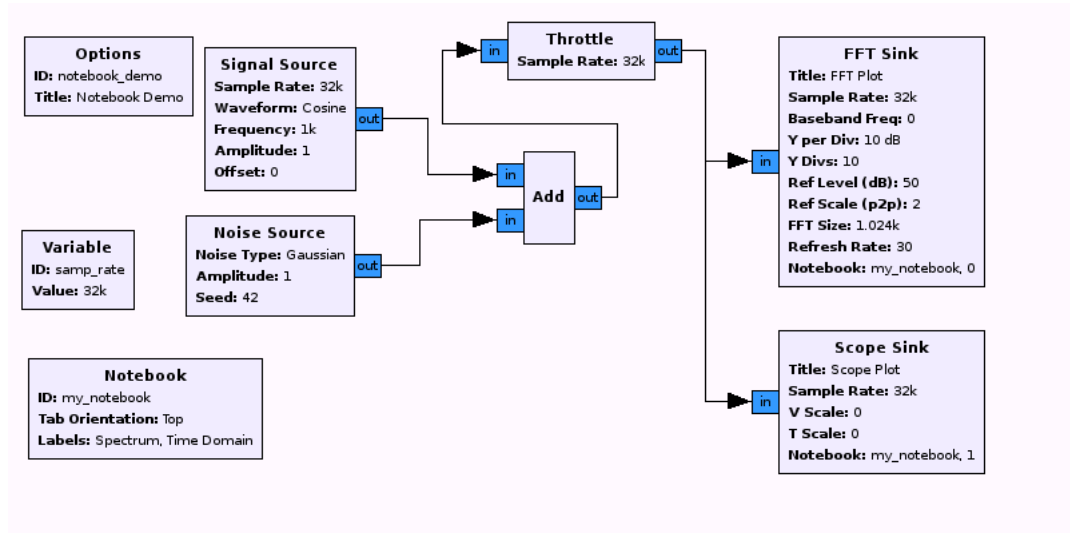 Options
ID: notebook_demo
Title: Notebook Demo
Signal Source
Sample Rate: 32k
Waveform: Cosine
Frequency: 1k
Amplitude: 1
Offset: 0
out
Throttle
Sample Rate: 32k
in
out
Add
in
in
out
Noise Source
Noise Type: Gaussian
Amplitude: 1
Seed: 42
out
Variable
ID: samp_rate
Value: 32k
Notebook
ID: my_notebook
Tab Orientation: Top
Labels: Spectrum, Time Domain
FFT Sink
Title: FFT Plot
Sample Rate: 32k
Baseband Freq: 0
Y per Div: 10 dB
Y Divs: 10
Ref Level (dB): 50
Ref Scale (p2p): 2
FFT Size: 1.024k
Refresh Rate: 30
Notebook: my_notebook, 0
in
Scope Sink
Title: Scope Plot
Sample Rate: 32k
V Scale: 0
T Scale: 0
Notebook: my_notebook, 1
in